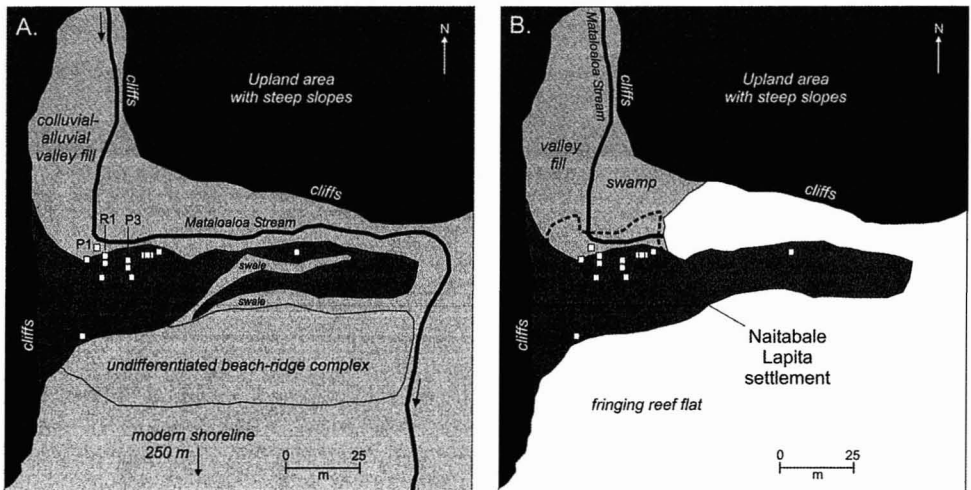 A.
N
cliffs
Upland area
with steep slopes
colluvial-
alluvial
valley fill
cliffs
R1 P3
Mataloaloa Stream
P1
swale
swale
cliffs
undifferentiated beach-ridge complex
modern shoreline
250 m
0 25
m
B.
Mataloaloa Stream
N
cliffs
Upland area
with steep slopes
valley
fill
swamp
cliffs
cliffs
Naitabale
Lapita
settlement
fringing reef flat
0 25
m